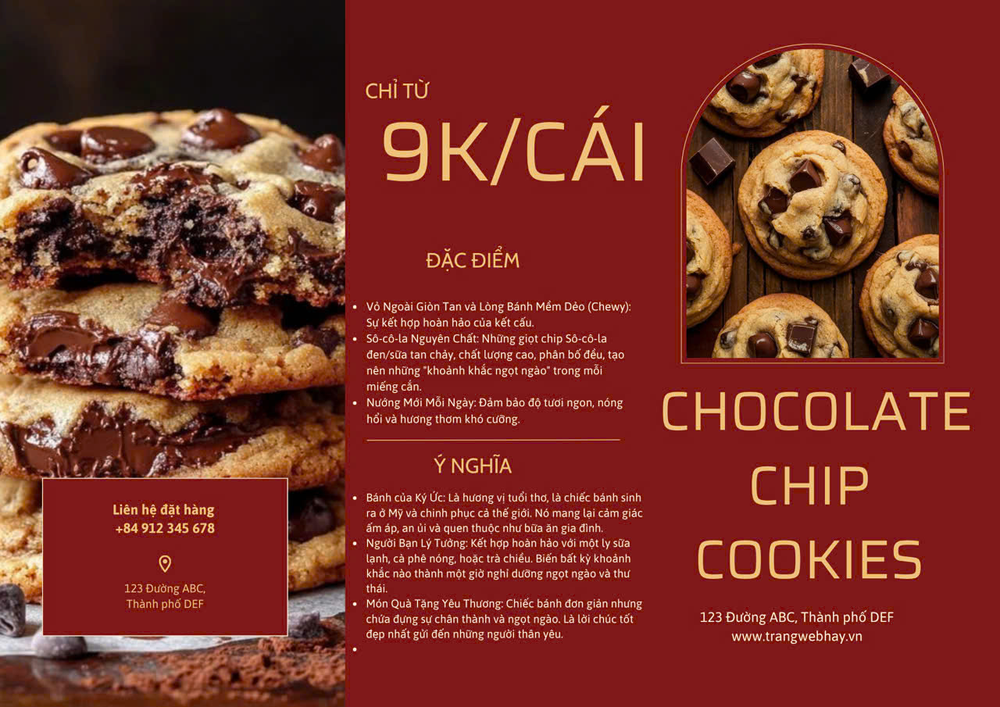 Liên hệ đặt hàng
+84 912 345 678
123 Đường ABC,
Thành phố DEF
CHỈ TỪ
9K/CÁI
ĐẶC ĐIỂM
• Vỏ Ngoài Giòn Tan và Lòng Bánh Mềm Dẻo (Chewy):
Sự kết hợp hoàn hảo của kết cấu.
• Sô-cô-la Nguyên Chất: Những giọt chip Sô-cô-la
đen/sữa tan chảy, chất lượng cao, phân bố đều, tạo
nên những "khoảnh khắc ngọt ngào" trong mỗi
miếng cắn.
• Nướng Mới Mỗi Ngày: Đảm bảo độ tươi ngon, nóng
hổi và hương thơm khó cưỡng.
Ý NGHĨA
• Bánh của Ký Ức: Là hương vị tuổi thơ, là chiếc bánh sinh
ra ở Mỹ và chinh phục cả thế giới. Nó mang lại cảm giác
ấm áp, an ủi và quen thuộc như bữa ăn gia đình.
• Người Bạn Lý Tưởng: Kết hợp hoàn hảo với một ly sữa
lạnh, cà phê nóng, hoặc trà chiều. Biến bất kỳ khoảnh
khắc nào thành một giờ nghỉ dưỡng ngọt ngào và thư
thái.
• Món Quà Tặng Yêu Thương: Chiếc bánh đơn giản nhưng
chứa đựng sự chân thành và ngọt ngào. Là lời chúc tốt
đẹp nhất gửi đến những người thân yêu.
•
CHOCOLATE
CHIP
COOKIES
123 Đường ABC, Thành phố DEF
www.trangwebhay.vn